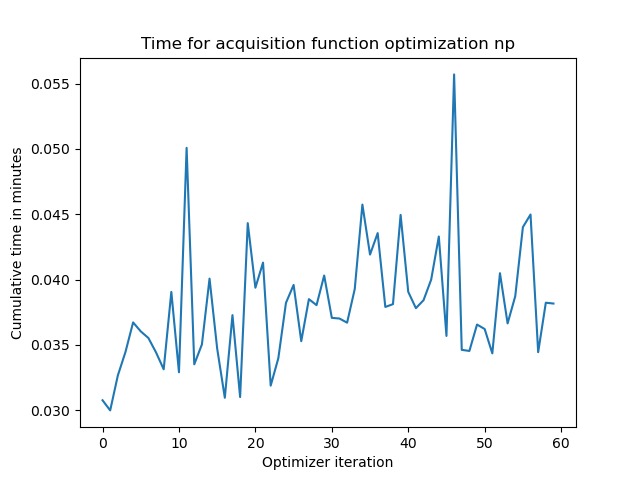 Time for acquisition function optimization np
Cumulative time in minutes
0.055
0.050
0.045
0.040
0.035
0.030
0 10 20 30 40 50 60
Optimizer iteration